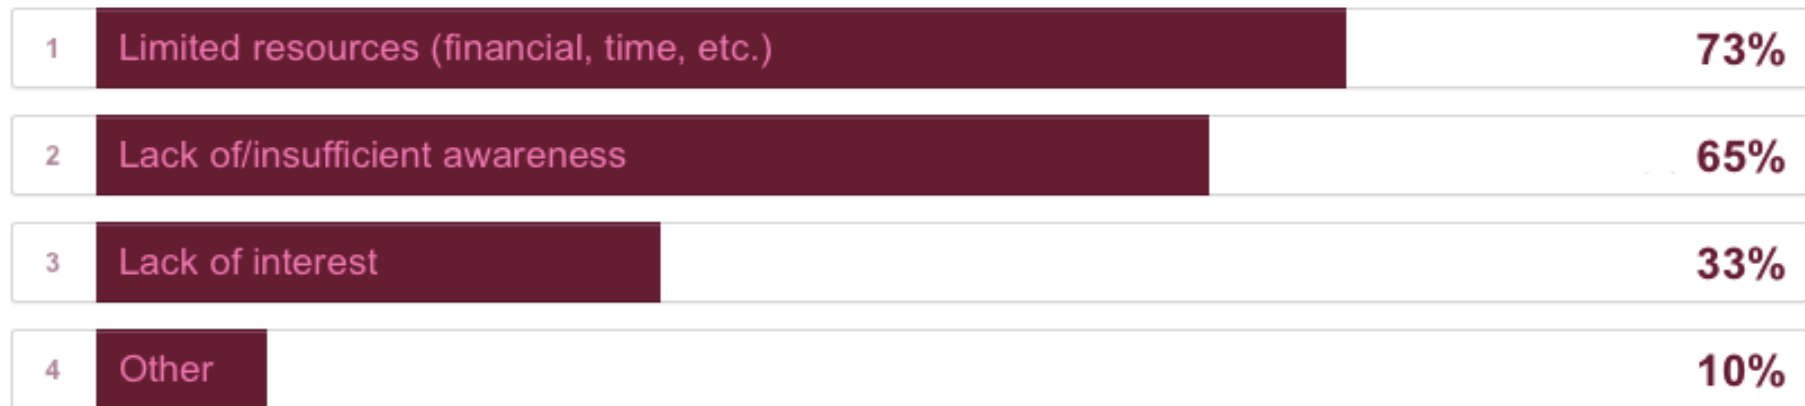 1 Limited resources (financial, time, etc.) 73%
2 Lack of/insufficient awareness 65%
3 Lack of interest 33%
4 Other 10%